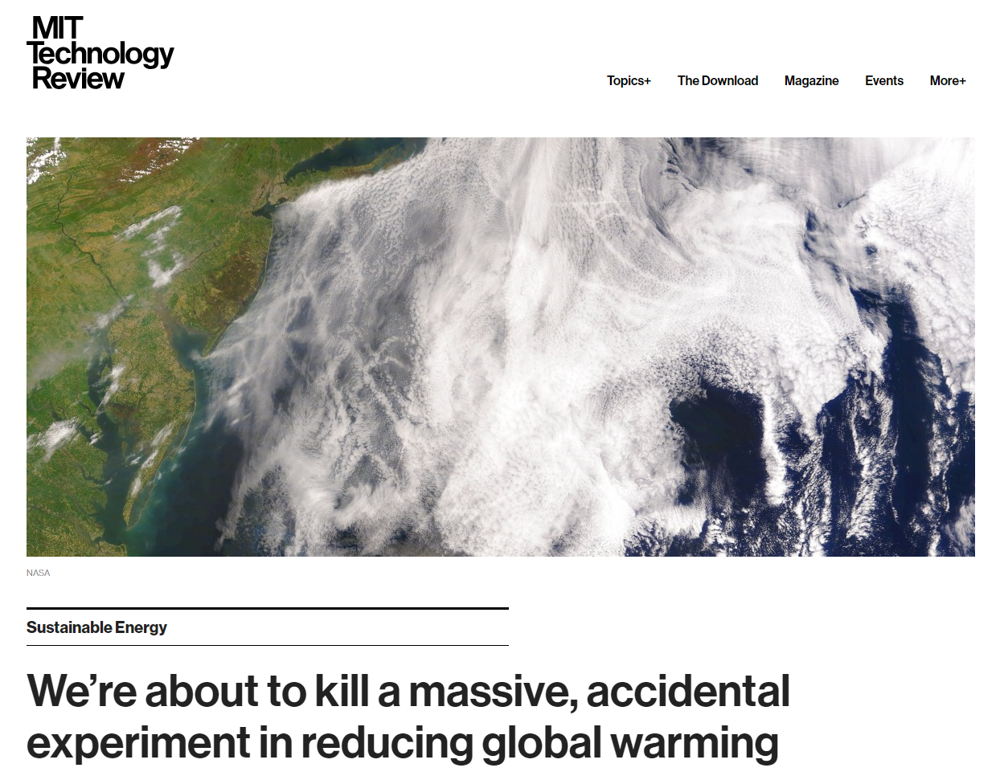 MIT
Technology
Review
Topics+ The Download Magazine Events More+
NASA
Sustainable Energy
We’re about to kill a massive, accidental
experiment in reducing global warming